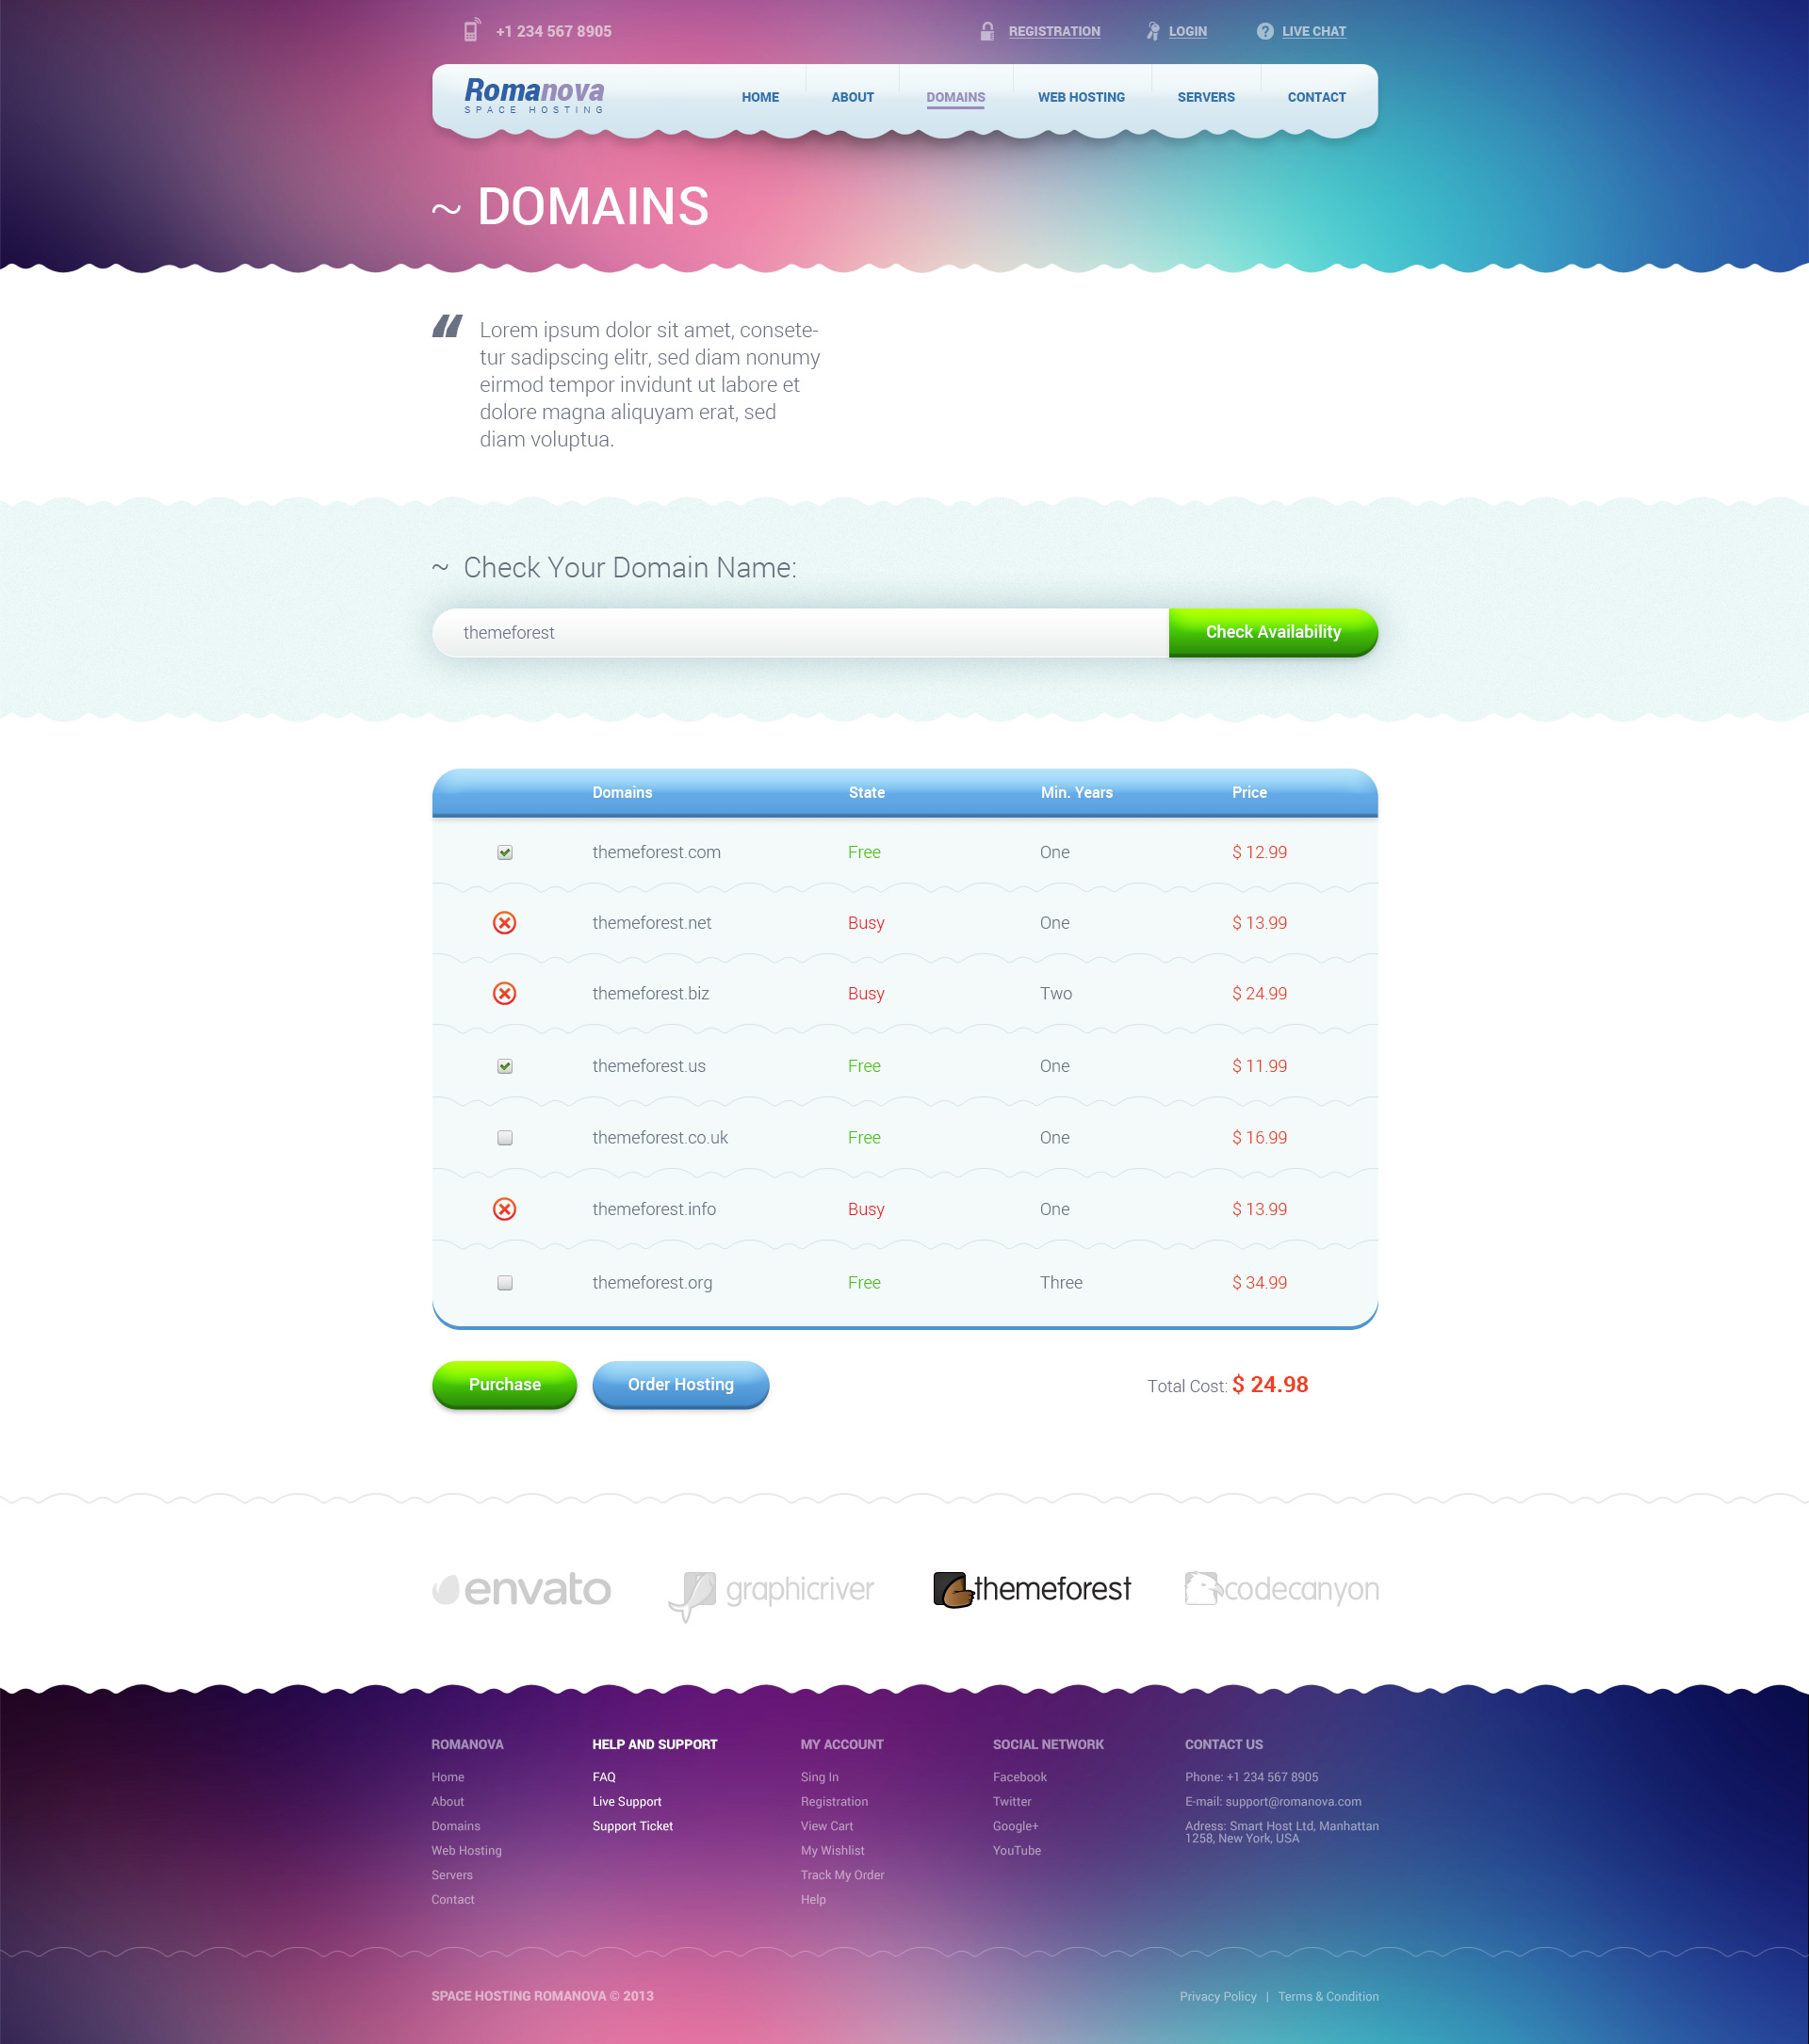 +1 234 567 8905
REGISTRATION
LOGIN
LIVE CHAT
Romanova
SPACE HOSTING
HOME
ABOUT
DOMAINS
WEB HOSTING
SERVERS
CONTACT
~ DOMAINS
“ Lorem ipsum dolor sit amet, consete-
tur sadipscing elitr, sed diam nonumy
eirmod tempor invidunt ut labore et
dolore magna aliquyam erat, sed
diam voluptua.
~ Check Your Domain Name:
themeforest
Check Availability
Domains State Min. Years Price
themeforest.com Free One $ 12.99
themeforest.net Busy One $ 13.99
themeforest.biz Busy Two $ 24.99
themeforest.us Free One $ 11.99
themeforest.co.uk Free One $ 16.99
themeforest.info Busy One $ 13.99
themeforest.org Free Three $ 34.99
Purchase
Order Hosting
Total Cost: $ 24.98
envato
graphicriver
themeforest
codecanyon
ROMANOVA
Home
About
Domains
Web Hosting
Servers
Contact
HELP AND SUPPORT
FAQ
Live Support
Support Ticket
MY ACCOUNT
Sing In
Registration
View Cart
My Wishlist
Track My Order
Help
SOCIAL NETWORK
Facebook
Twitter
Google+
YouTube
CONTACT US
Phone: +1 234 567 8905
E-mail: support@romanova.com
Adress: Smart Host Ltd, Manhattan
1258, New York, USA
SPACE HOSTING ROMANOVA © 2013
Privacy Policy | Terms & Condition